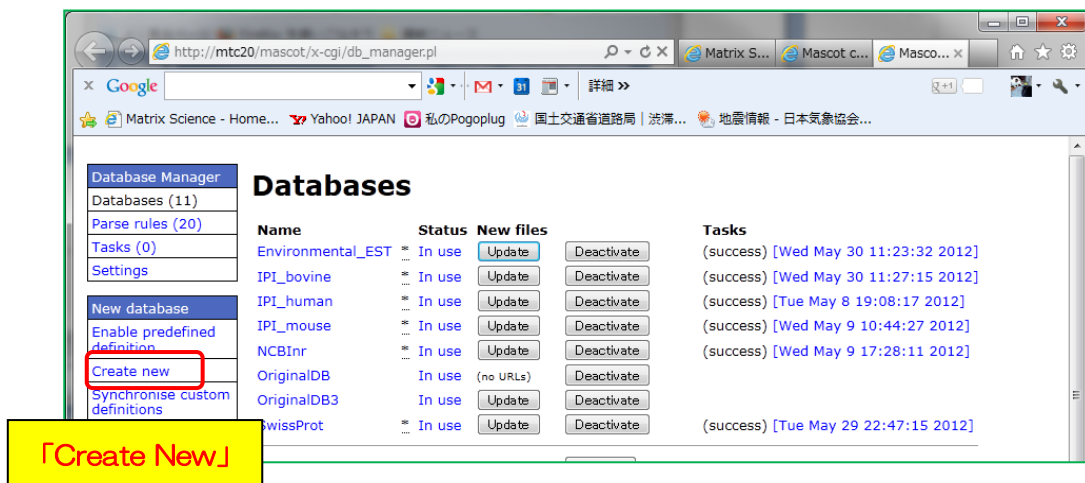 http://mtc20/mascot/x-cgi/db_manager.pl
Matrix S...
Mascot c...
Masco...
x Google
31
詳細 »
Matrix Science - Home...
Yahoo! JAPAN
私のPogoplug
国土交通省道路局 | 渋滞...
地震情報 - 日本気象協会...
Database Manager
Databases (11)
Parse rules (20)
Tasks (0)
Settings
New database
Enable predefined
definition
Create new
Synchronise custom
definitions
Databases
Name Status New files Tasks
Environmental_EST * In use Update Deactivate (success) [Wed May 30 11:23:32 2012]
IPI_bovine * In use Update Deactivate (success) [Wed May 30 11:27:15 2012]
IPI_human * In use Update Deactivate (success) [Tue May 8 19:08:17 2012]
IPI_mouse * In use Update Deactivate (success) [Wed May 9 10:44:27 2012]
NCBInr * In use Update Deactivate (success) [Wed May 9 17:28:11 2012]
OriginalDB In use (no URLs) Deactivate
OriginalDB3 In use Update Deactivate
SwissProt * In use Update Deactivate (success) [Tue May 29 22:47:15 2012]
「Create New」